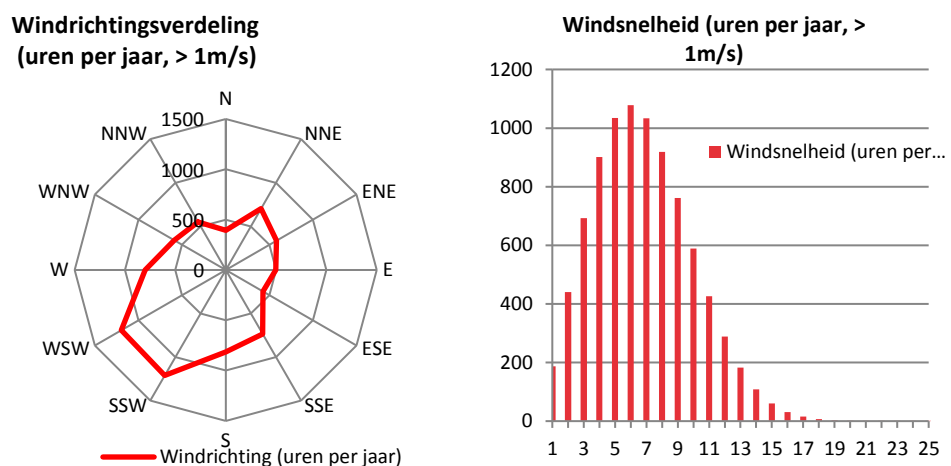 Windrichtingsverdeling
(uren per jaar, > 1m/s)
N
NNW
NNE
WNW
ENE
W
E
WSW
ESE
SSW
SSE
S
1500
1000
500
0
Windrichting (uren per jaar)
Windsnelheid (uren per jaar, >
1m/s)
1200
1000
800
600
400
200
0
Windsnelheid (uren per...
1 3 5 7 9 11 13 15 17 19 21 23 25